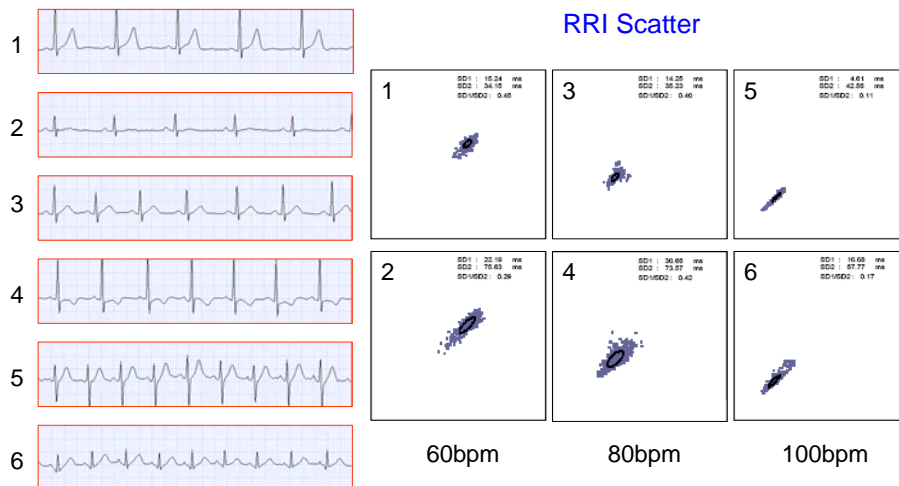 RRI Scatter
1
2
3
4
5
6
1
SD1 : 15.24 ms
SD2 : 34.15 ms
SD1/SD2 : 0.45
3
SD1 : 14.25 ms
SD2 : 35.23 ms
SD1/SD2 : 0.40
5
SD1 : 4.61 ms
SD2 : 42.58 ms
SD1/SD2 : 0.11
2
SD1 : 22.19 ms
SD2 : 75.63 ms
SD1/SD2 : 0.29
4
SD1 : 30.66 ms
SD2 : 73.57 ms
SD1/SD2 : 0.42
6
SD1 : 10.08 ms
SD2 : 57.77 ms
SD1/SD2 : 0.17
60bpm
80bpm
100bpm